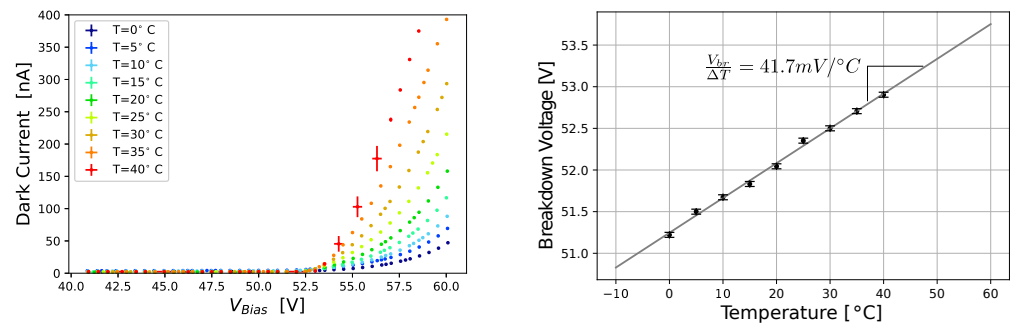 400
350
300
250
200
150
100
50
0
Dark Current [nA]
T=0° C
T=5° C
T=10° C
T=15° C
T=20° C
T=25° C
T=30° C
T=35° C
T=40° C
40.0 42.5 45.0 47.5 50.0 52.5 55.0 57.5 60.0
V_Bias [V]
53.5
53.0
52.5
52.0
51.5
51.0
Breakdown Voltage [V]
V_br/ΔT = 41.7mV/°C
−10 0 10 20 30 40 50 60
Temperature [°C]